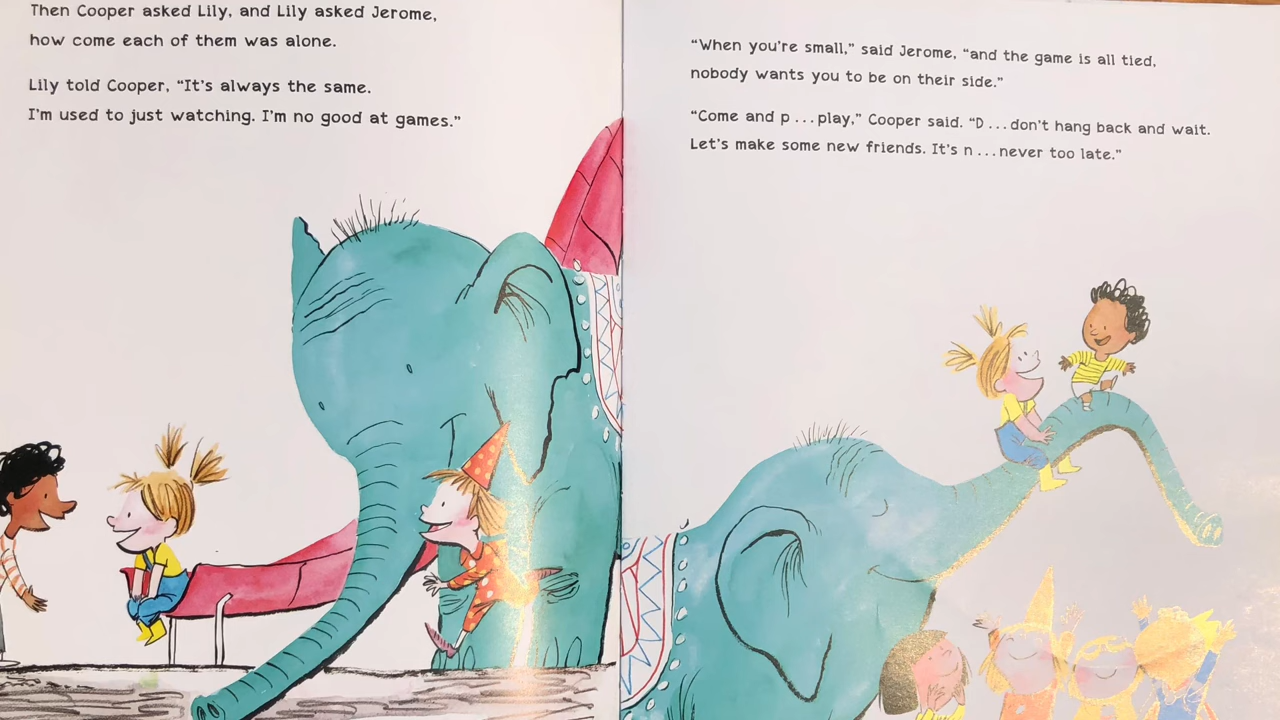 Then Cooper asked Lily, and Lily asked Jerome,
how come each of them was alone.
Lily told Cooper, “It’s always the same.
I’m used to just watching. I’m no good at games.”
“When you’re small,” said Jerome, “and the game is all tied,
nobody wants you to be on their side.”
“Come and p ... play,” Cooper said. “D ... don’t hang back and wait.
Let’s make some new friends. It’s n ... never too late.”